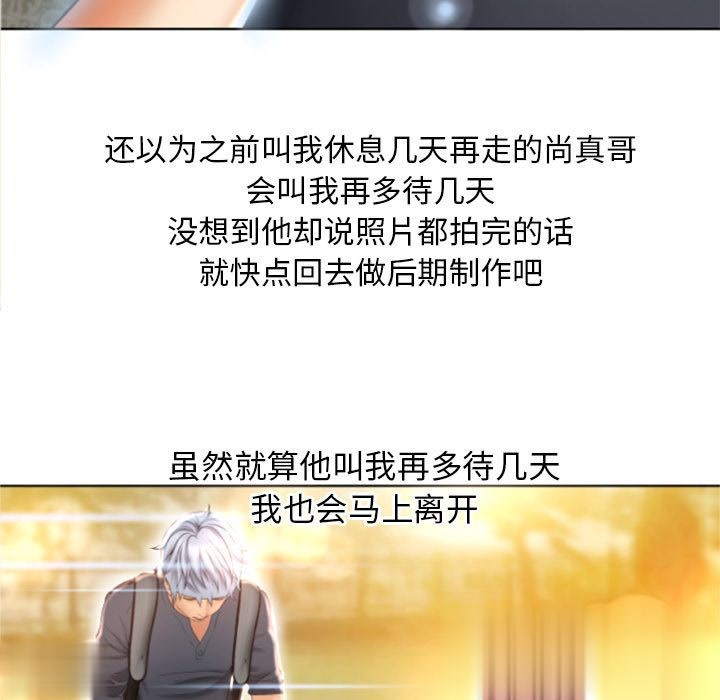 还以为之前叫我休息几天再走的尚真哥
会叫我再多待几天
没想到他却说照片都拍完的话
就快点回去做后期制作吧
虽然就算他叫我再多待几天
我也会马上离开